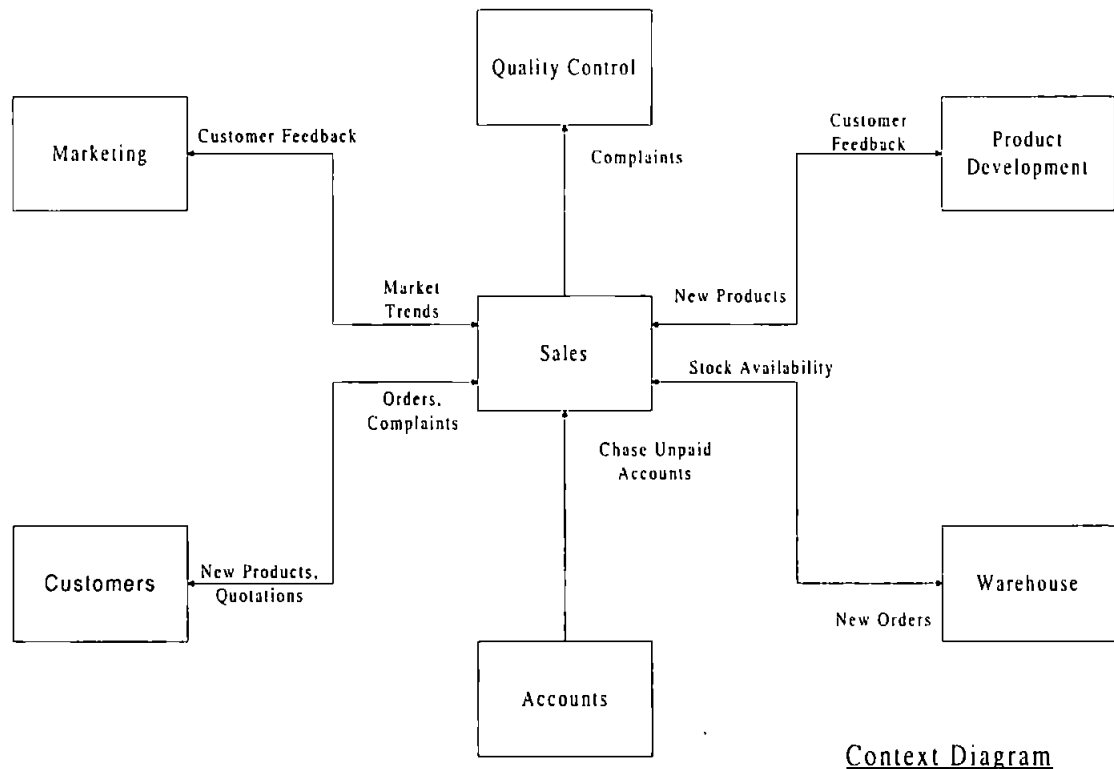 Quality Control
Marketing
Customer Feedback
Complaints
Customer
Feedback
Product
Development
Market
Trends
New Products
Sales
Stock Availability
Orders,
Complaints
Chase Unpaid
Accounts
Customers
New Products,
Quotations
Warehouse
New Orders
Accounts
Context Diagram